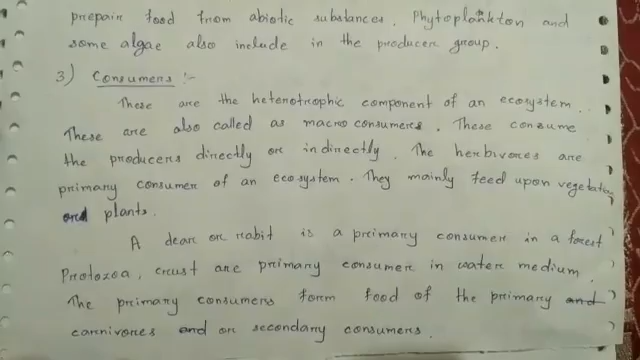 prepair food from abiotic substances. Phytoplankton and
some algae also include in the producer group.
3) Consumers :-
These are the heterotrophic component of an ecosystem.
These are also called as macro consumers. These consume
the producers directly or indirectly. The herbivores are
primary consumer of an ecosystem. They mainly feed upon vegetation
and plants.
A dear or rabit is a primary consumer in a forest
Protozoa, crust are primary consumer in water medium.
The primary consumers form food of the primary and
carnivores and or secondary consumers.